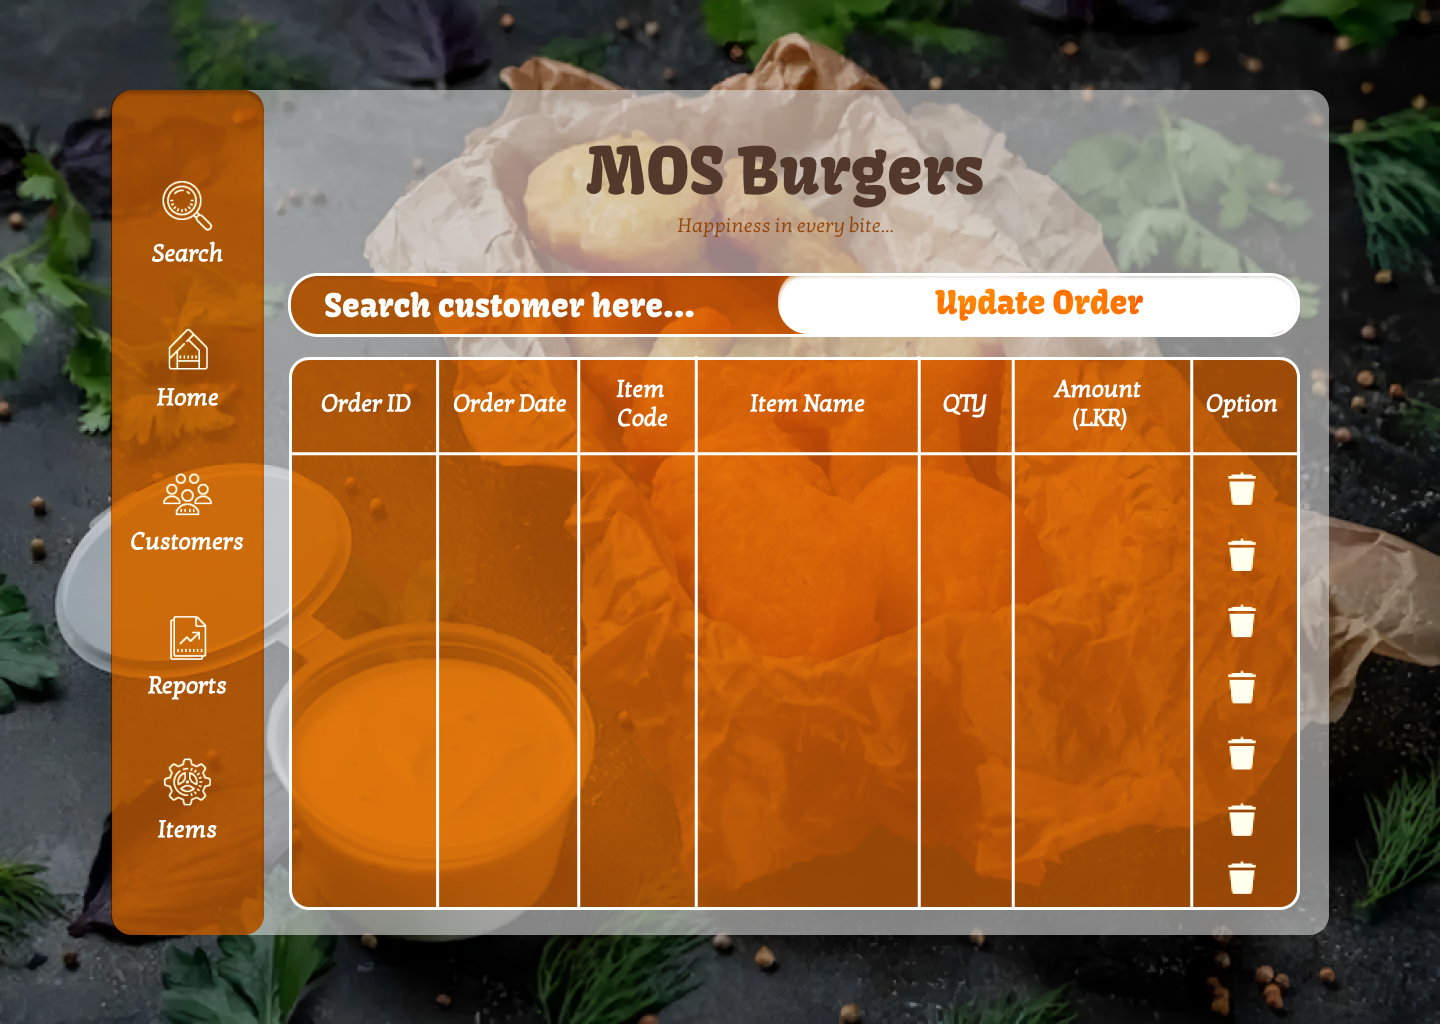 MOS Burgers
Happiness in every bite...
Search
Home
Customers
Reports
Items
Search customer here...
Update Order
Order ID
Order Date
Item
Code
Item Name
QTY
Amount
(LKR)
Option